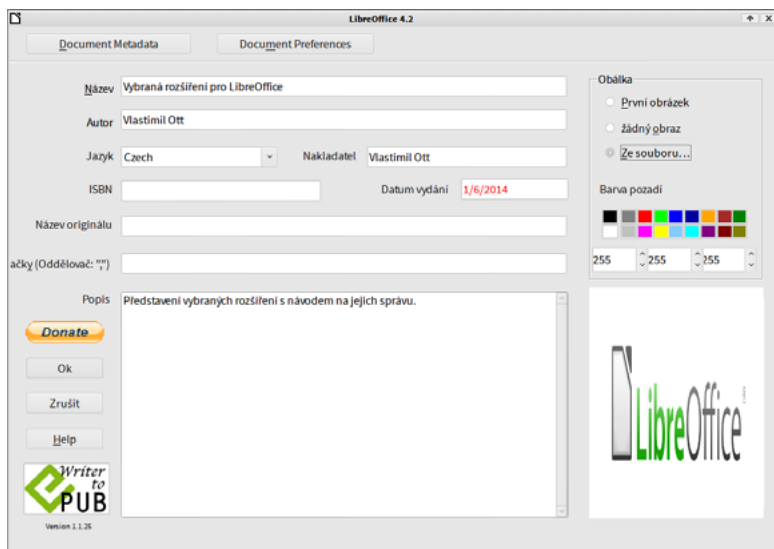 LibreOffice 4.2
Document Metadata Document Preferences
Název Vybraná rozšíření pro LibreOffice
Autor Vlastimil Ott
Jazyk Czech Nakladatel Vlastimil Ott
ISBN Datum vydání 1/6/2014
Název originálu
ačky (Oddělovač: ",")
Popis Představení vybraných rozšíření s návodem na jejich správu.
Donate
Ok
Zrušit
Help
Writer
to
EPUB
Version 1.1.25
Obálka
První obrázek
žádný obraz
Ze souboru...
Barva pozadí
255 255 255
LibreOffice